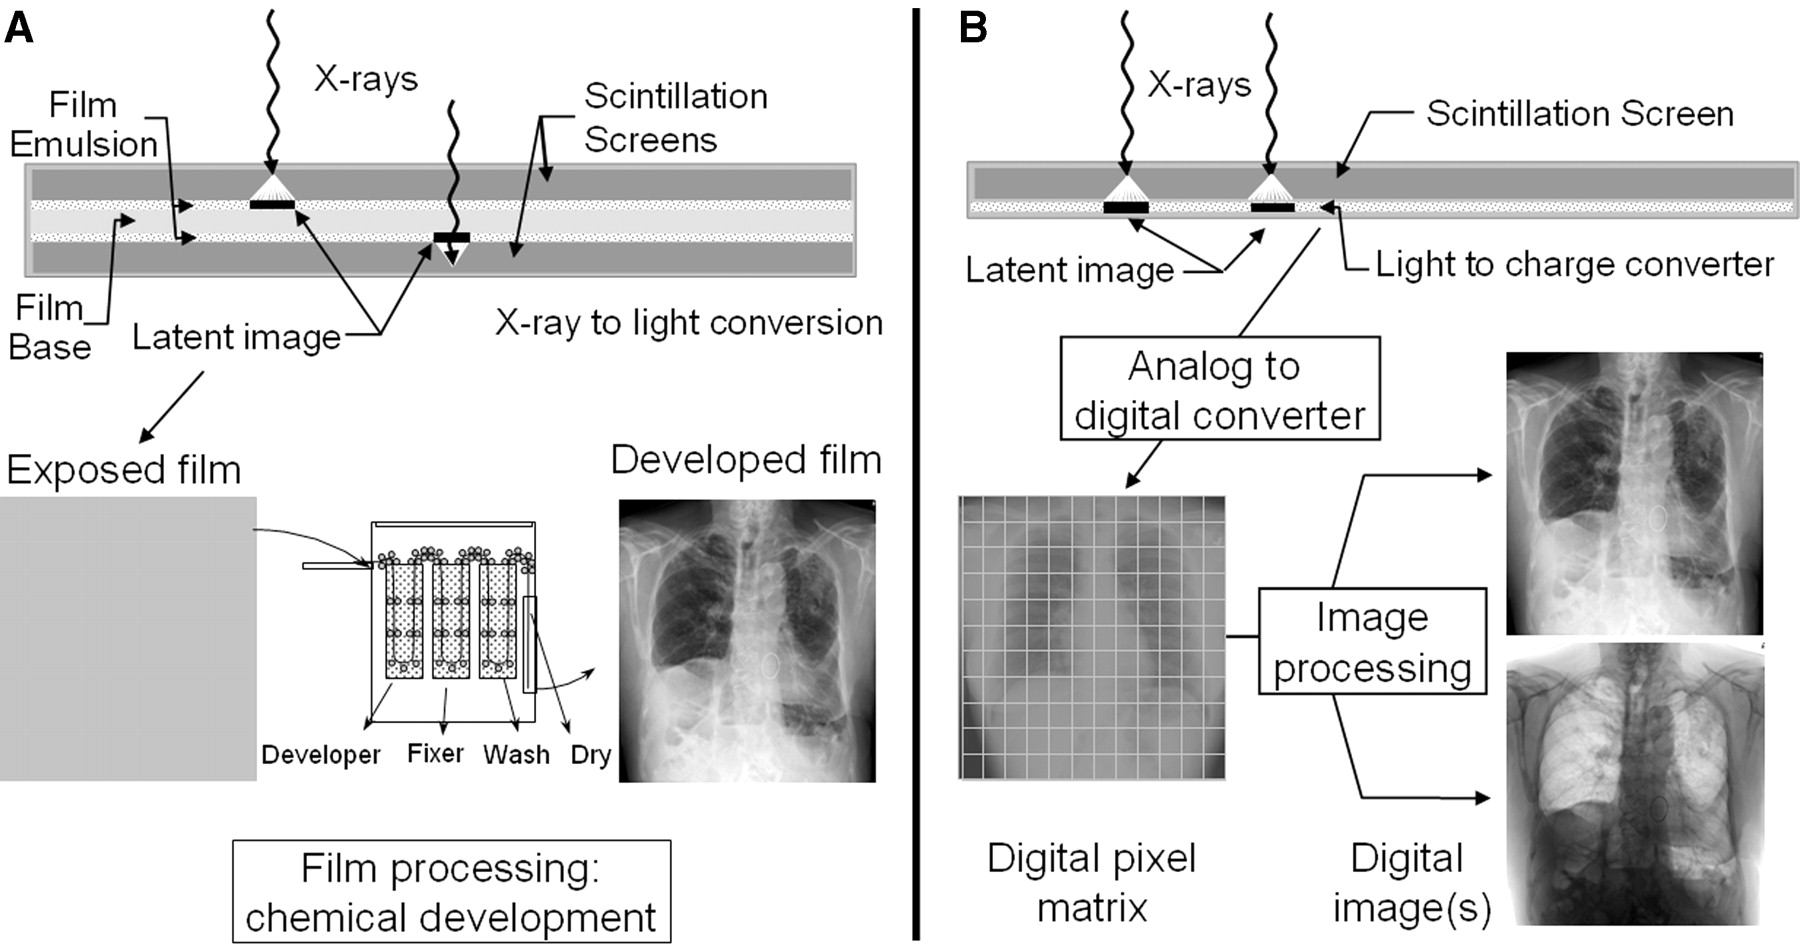 A
X-rays
Film
Emulsion
Scintillation
Screens
Film
Base
Latent image
X-ray to light conversion
Exposed film
Developed film
Developer
Fixer
Wash
Dry
Film processing:
chemical development
B
X-rays
Scintillation Screen
Latent image
Light to charge converter
Analog to
digital converter
Image
processing
Digital pixel
matrix
Digital
image(s)